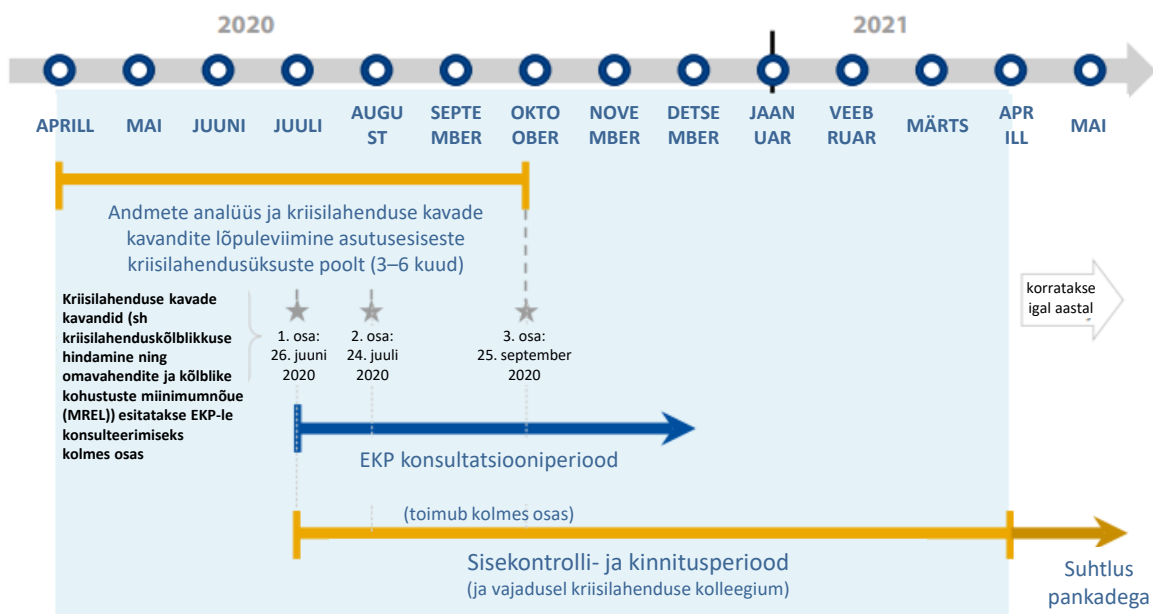 2020
2021
APRILL
MAI
JUUNI
JUULI
AUGU
ST
SEPTE
MBER
OKTO
OBER
NOVE
MBER
DETSE
MBER
JAAN
UAR
VEEB
RUAR
MÄRTS
APR
ILL
MAI
Andmete analüüs ja kriisilahenduse kavade
kavandite lõpuleviimine asutusesiseste
kriisilahendusüksuste poolt (3–6 kuud)
Kriisilahenduse kavade
kavandid (sh
kriisilahenduskõlblikkuse
hindamine ning
omavahendite ja kõlblike
kohustuste miinimumnõue
(MREL)) esitatakse EKP-le
konsulteerimiseks
kolmes osas
1. osa:
26. juuni
2020
2. osa:
24. juuli
2020
3. osa:
25. september
2020
korratakse
igal aastal
EKP konsultatsiooniperiood
(toimub kolmes osas)
Sisekontrolli- ja kinnitusperiood
(ja vajadusel kriisilahenduse kolleegium)
Suhtlus
pankadega